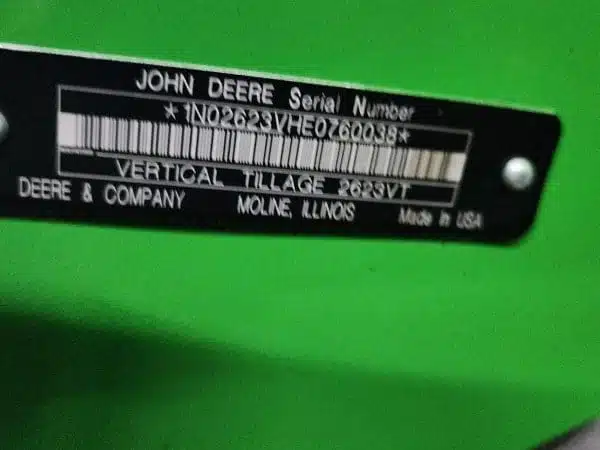 JOHN DEERE Serial Number
*1N02623VHE0760038*
VERTICAL TILLAGE 2623VT
DEERE & COMPANY MOLINE, ILLINOIS Made in USA